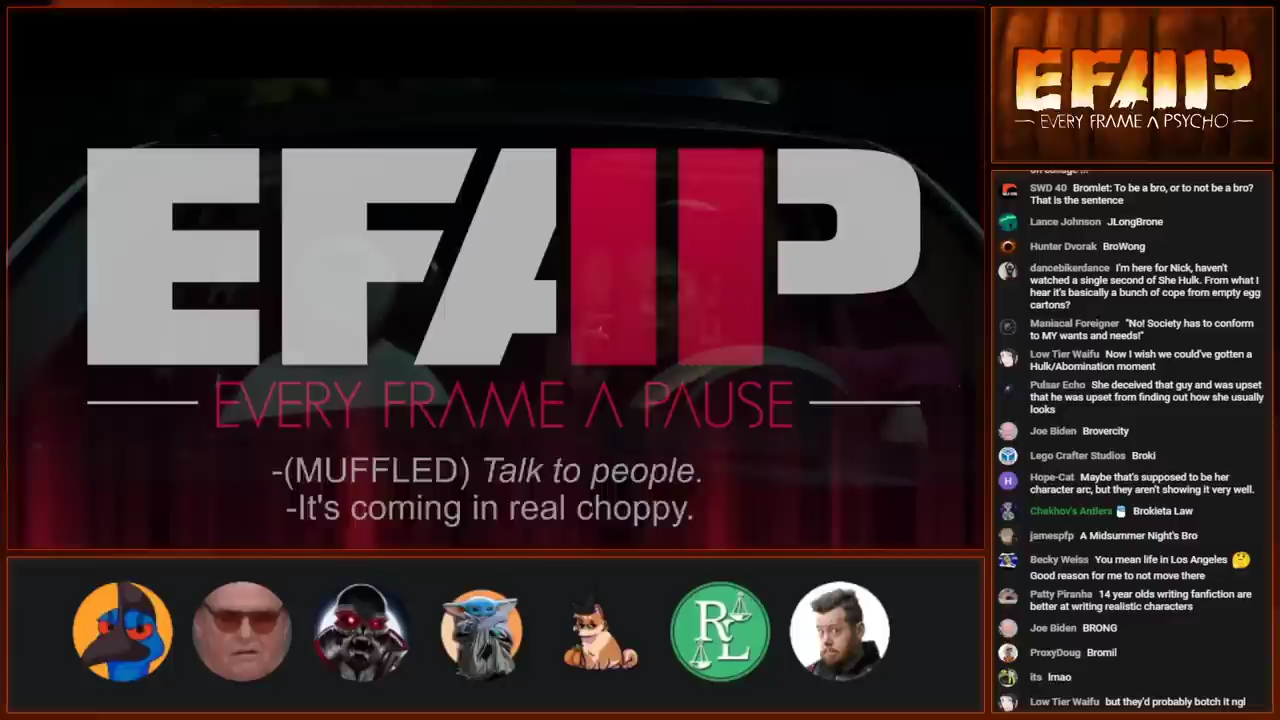 EFAP
EVERY FRAME A PAUSE
-(MUFFLED) Talk to people.
-It's coming in real choppy.
RL
EFAP
EVERY FRAME A PSYCHO
SWD 40 Bromlet: To be a bro, or to not be a bro?
That is the sentence
Lance Johnson JLongBrone
Hunter Dvorak BroWong
dancebikerdance I'm here for Nick, haven't
watched a single second of She Hulk. From what I
hear it's basically a bunch of cope from empty egg
cartons?
Maniacal Foreigner "No! Society has to conform
to MY wants and needs!"
Low Tier Waifu Now I wish we could've gotten a
Hulk/Abomination moment
Pulsar Echo She deceived that guy and was upset
that he was upset from finding out how she usually
looks
Joe Biden Brovercity
Lego Crafter Studios Broki
H
Hope-Cat Maybe that's supposed to be her
character arc, but they aren't showing it very well.
Chekhov's Antlers Brokieta Law
jamespfp A Midsummer Night's Bro
Becky Weiss You mean life in Los Angeles 🤔
Good reason for me to not move there
Patty Piranha 14 year olds writing fanfiction are
better at writing realistic characters
Joe Biden BRONG
ProxyDoug Bromil
its lmao
Low Tier Waifu but they'd probably botch it ngl